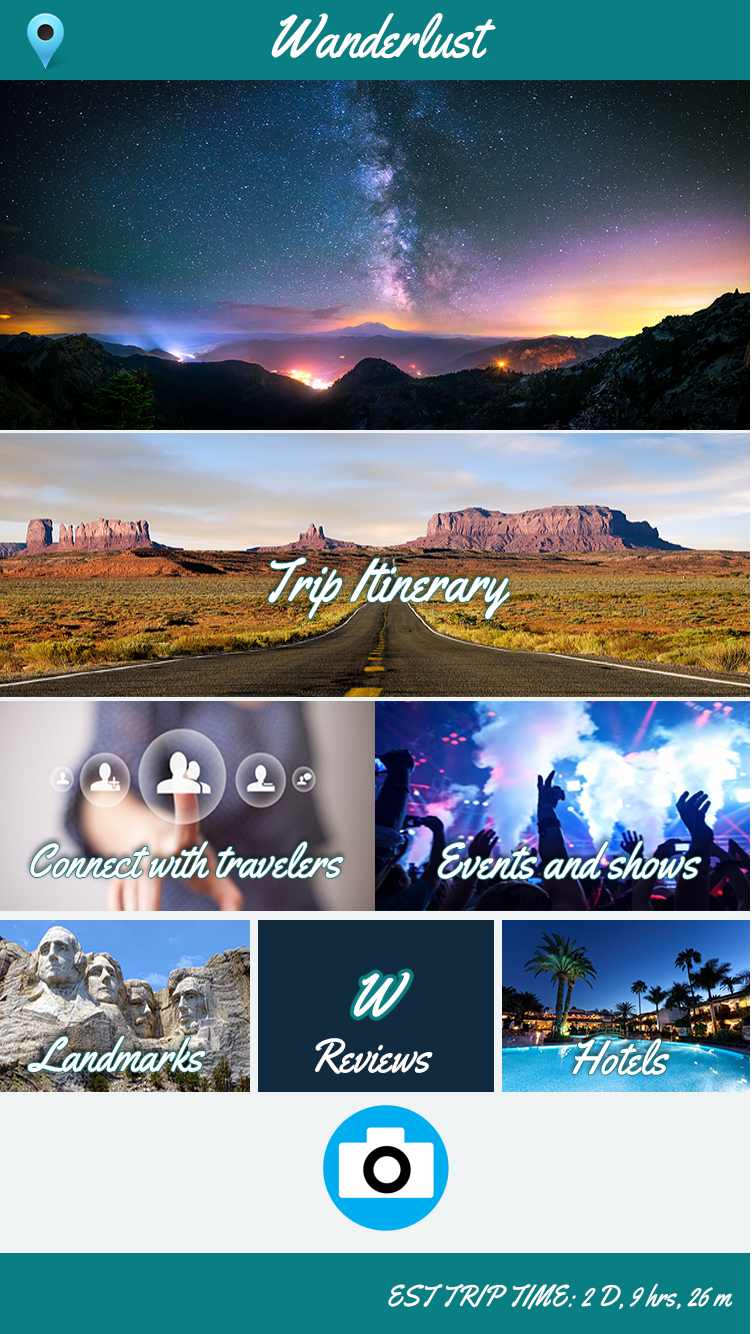 Wanderlust
Trip Itinerary
Connect with travelers
Events and shows
Landmarks
W
Reviews
Hotels
EST TRIP TIME: 2 D, 9 hrs, 26 m